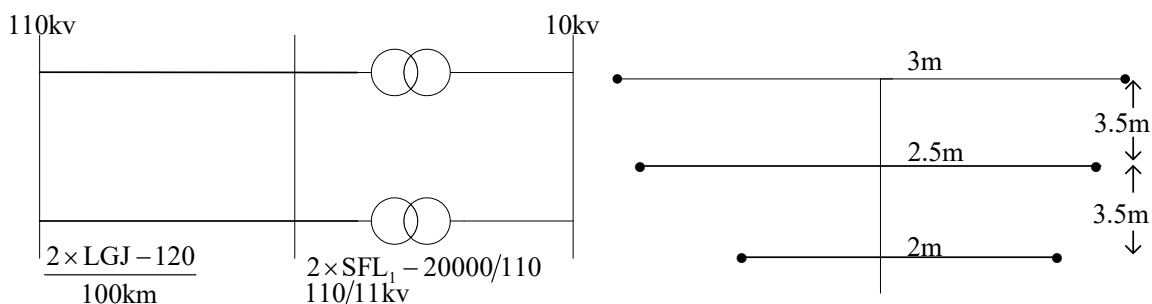 110kv
10kv
2×LGJ−120
100km
2×SFL₁−20000/110
110/11kv
3m
3.5m
2.5m
3.5m
2m